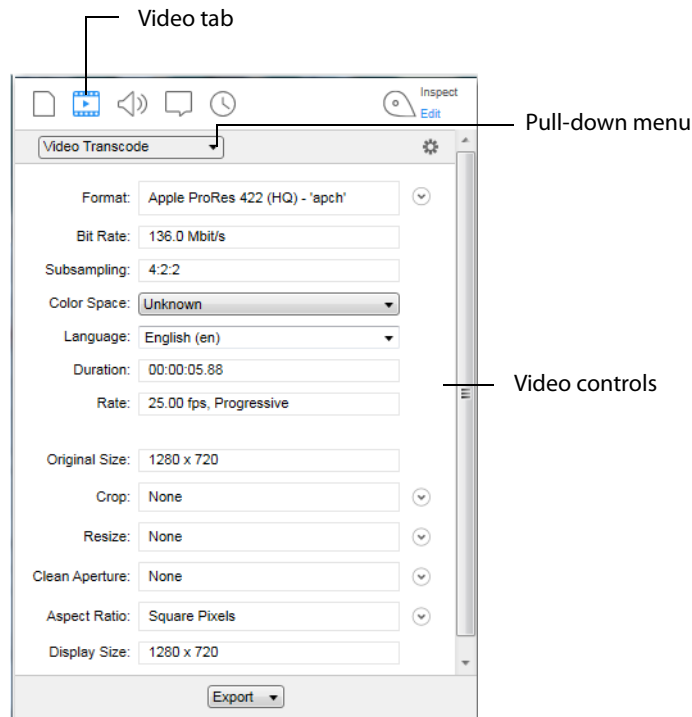 Video tab
Inspect
Edit
Pull-down menu
Video Transcode
Format: Apple ProRes 422 (HQ) - 'apch'
Bit Rate: 136.0 Mbit/s
Subsampling: 4:2:2
Color Space: Unknown
Language: English (en)
Duration: 00:00:05.88
Video controls
Rate: 25.00 fps, Progressive
Original Size: 1280 x 720
Crop: None
Resize: None
Clean Aperture: None
Aspect Ratio: Square Pixels
Display Size: 1280 x 720
Export